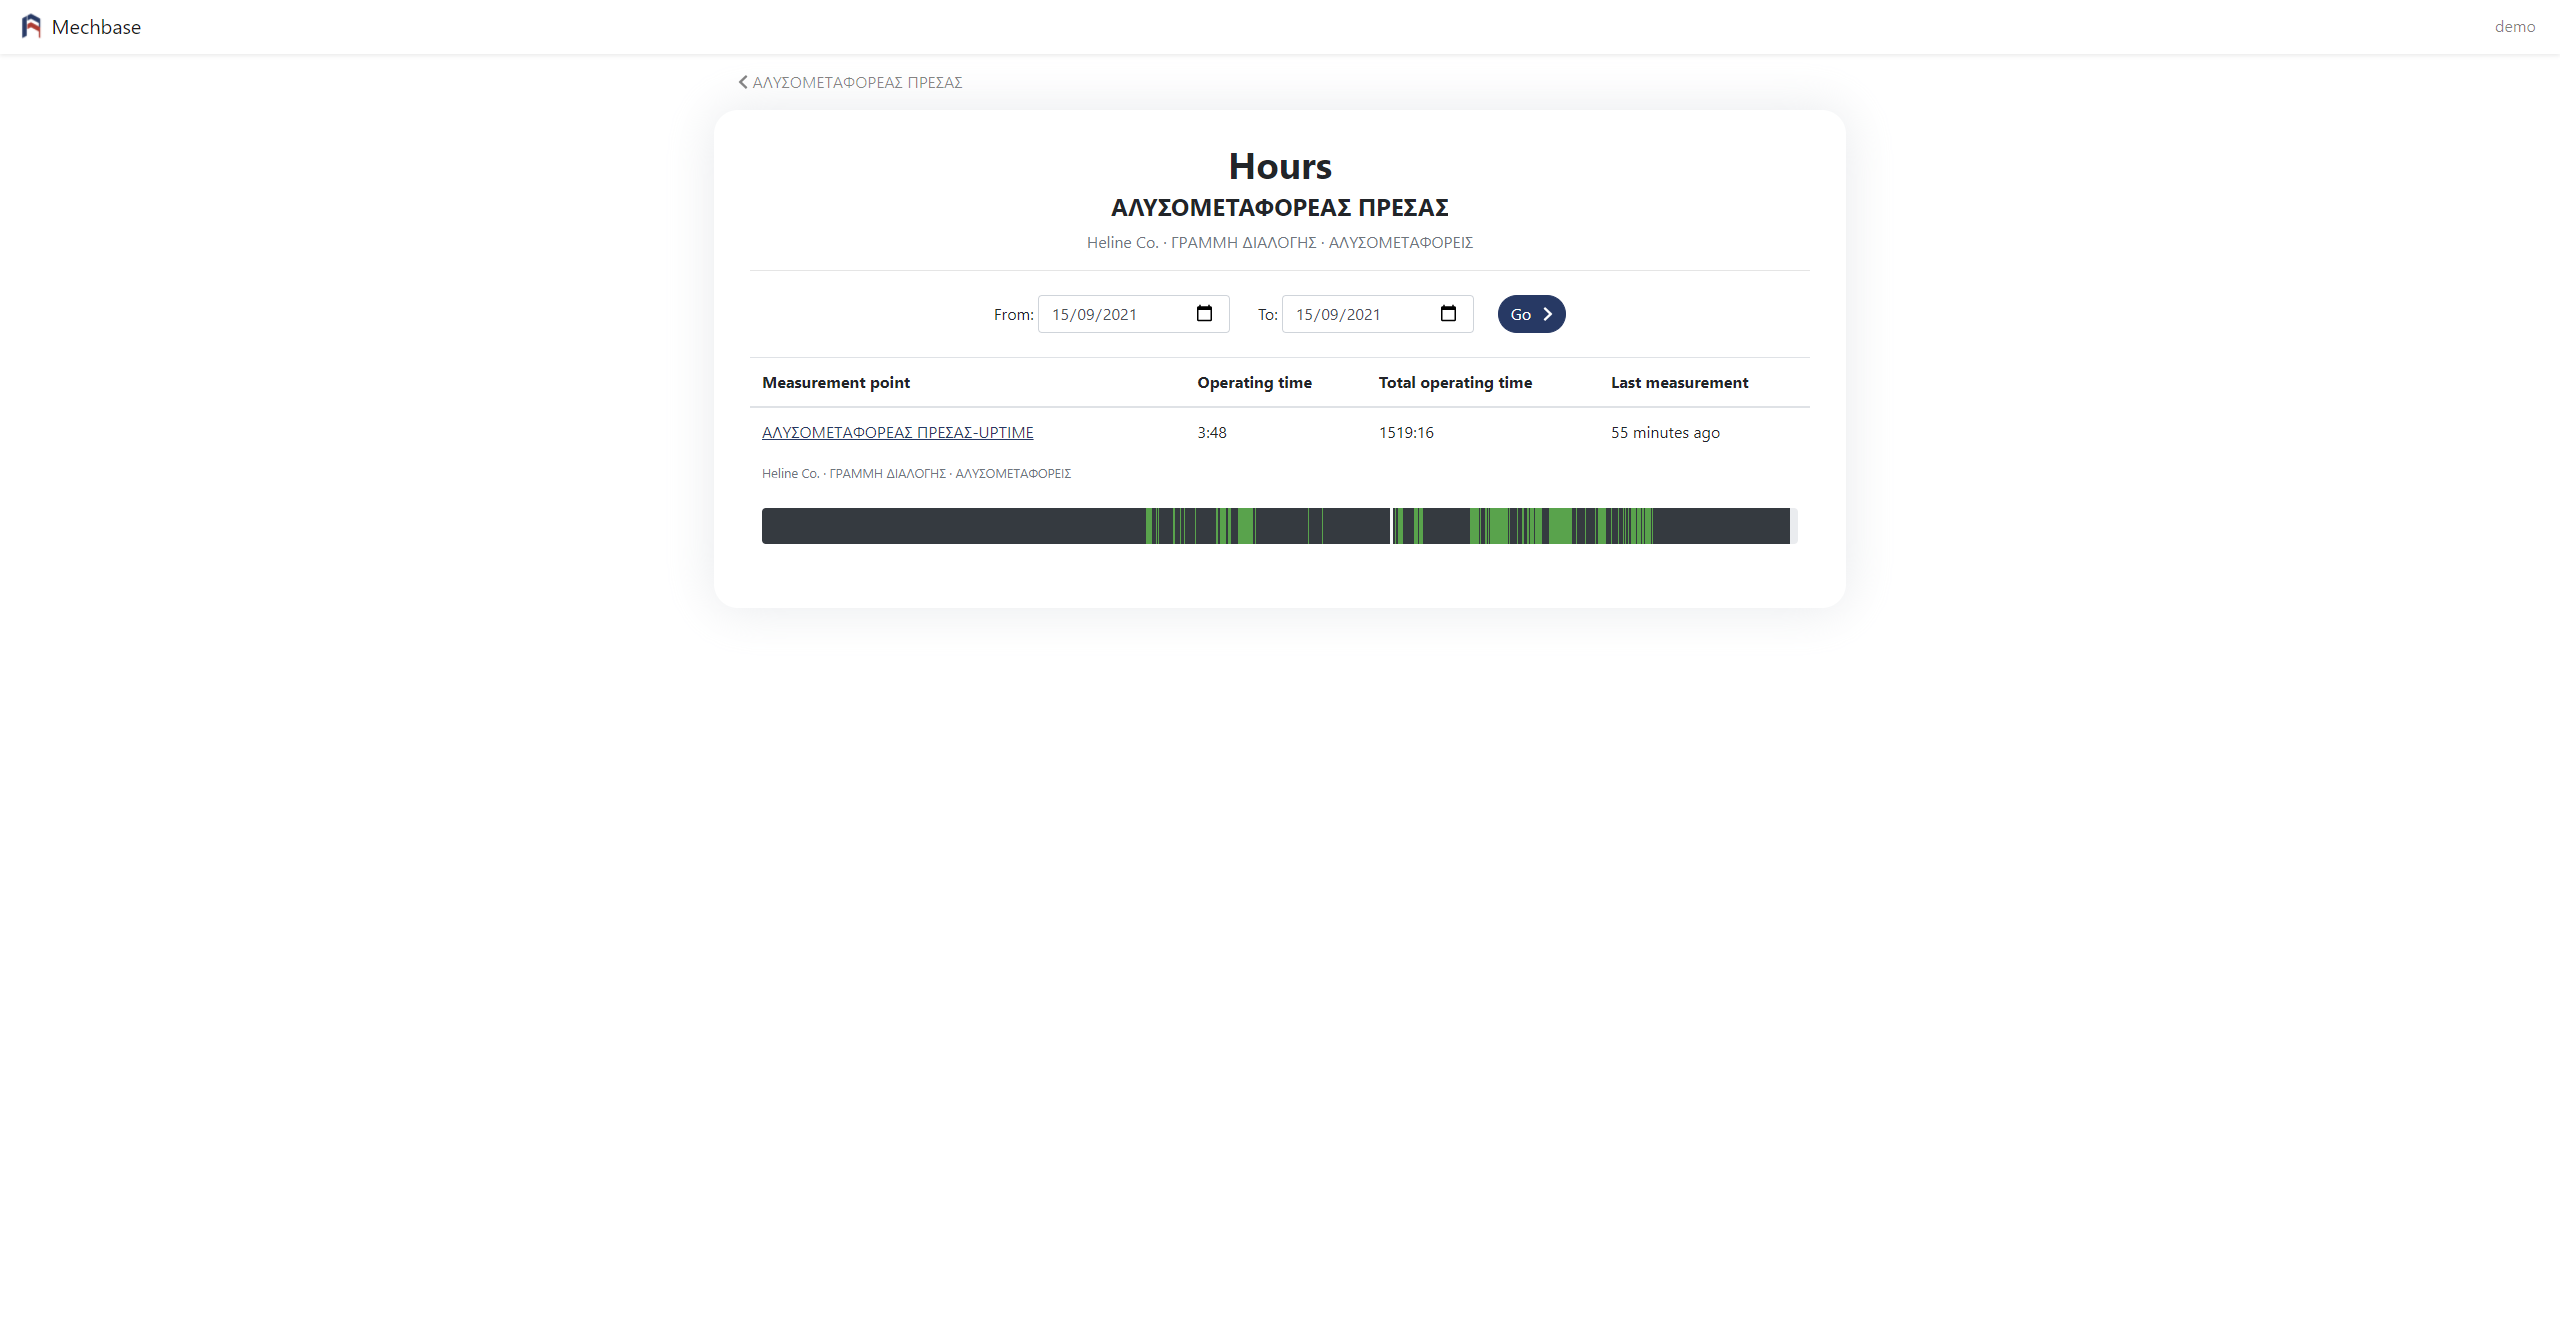 Mechbase
demo
ΑΛΥΣΟΜΕΤΑΦΟΡΕΑΣ ΠΡΕΣΑΣ
Hours
ΑΛΥΣΟΜΕΤΑΦΟΡΕΑΣ ΠΡΕΣΑΣ
Heline Co. · ΓΡΑΜΜΗ ΔΙΑΛΟΓΗΣ · ΑΛΥΣΟΜΕΤΑΦΟΡΕΙΣ
From: 15/09/2021 To: 15/09/2021 Go
Measurement point Operating time Total operating time Last measurement
ΑΛΥΣΟΜΕΤΑΦΟΡΕΑΣ ΠΡΕΣΑΣ-UPTIME 3:48 1519:16 55 minutes ago
Heline Co. · ΓΡΑΜΜΗ ΔΙΑΛΟΓΗΣ · ΑΛΥΣΟΜΕΤΑΦΟΡΕΙΣ